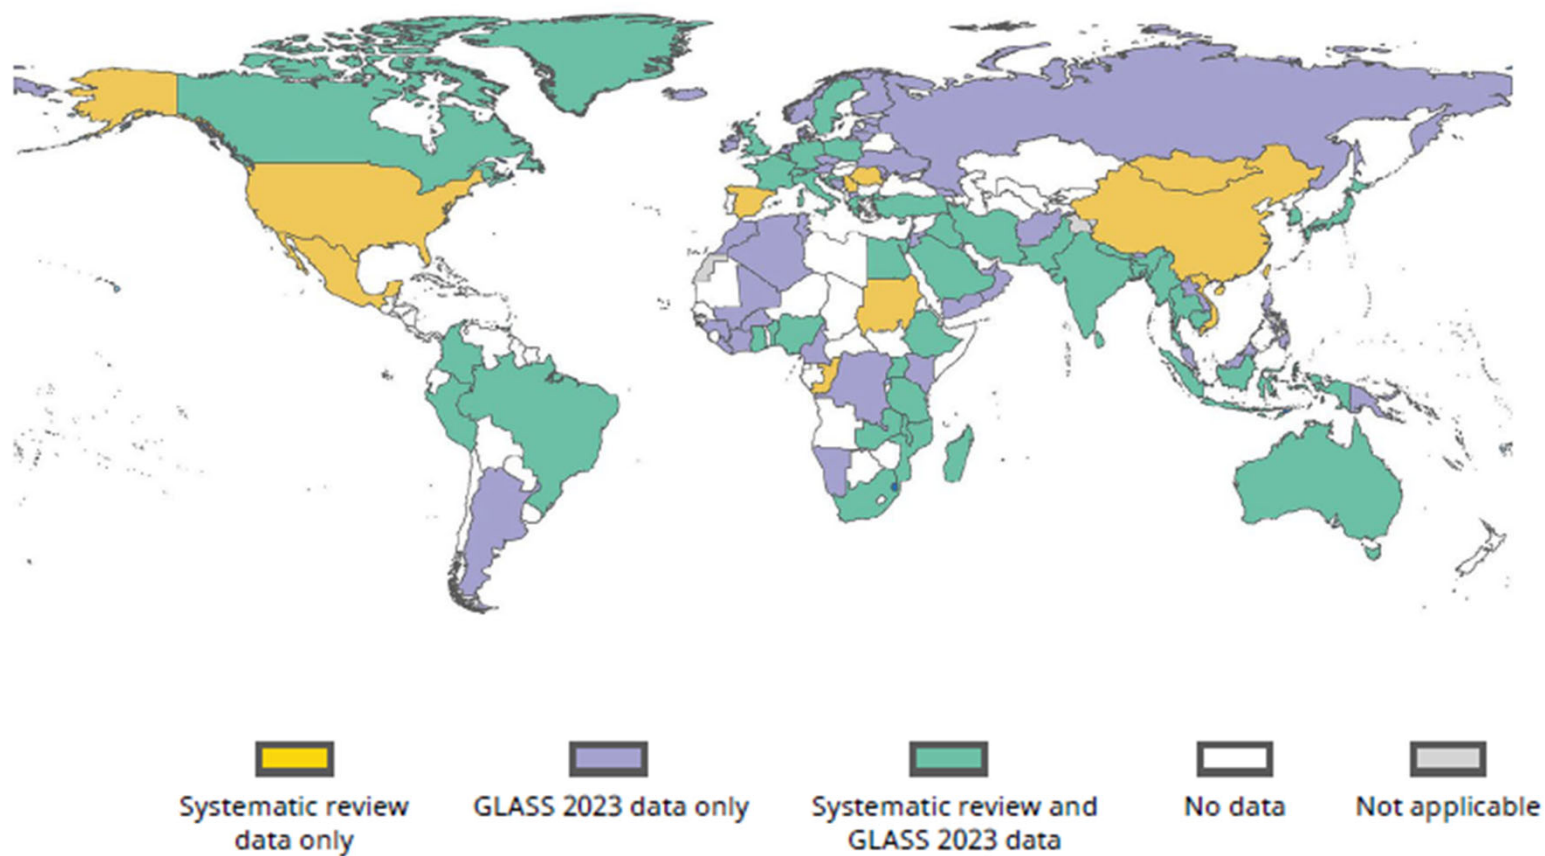 Systematic review
data only
GLASS 2023 data only
Systematic review and
GLASS 2023 data
No data
Not applicable